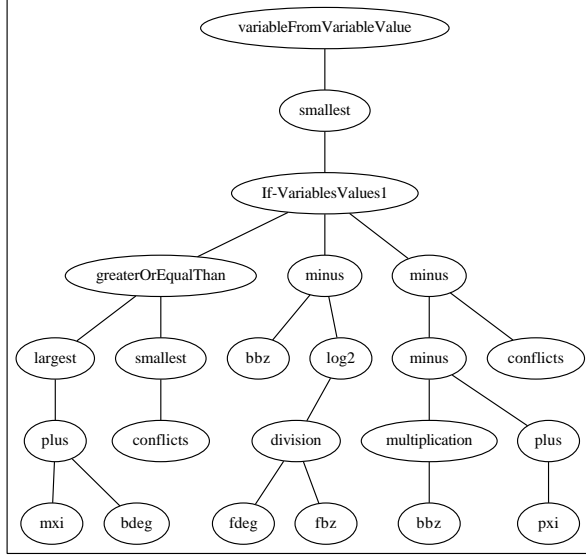 variableFromVariableValue
smallest
If-VariablesValues1
greaterOrEqualThan minus minus
largest smallest bbz log2 minus conflicts
plus conflicts division multiplication plus
mxi bdeg fdeg fbz bbz pxi